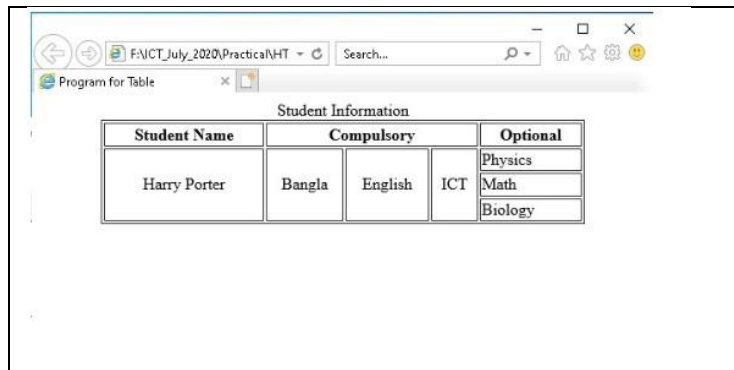 F:\ICT_July_2020\Practical\HT
Search...
Program for Table
Student Information
Student Name Compulsory Optional
Harry Porter Bangla English ICT Physics
Math
Biology